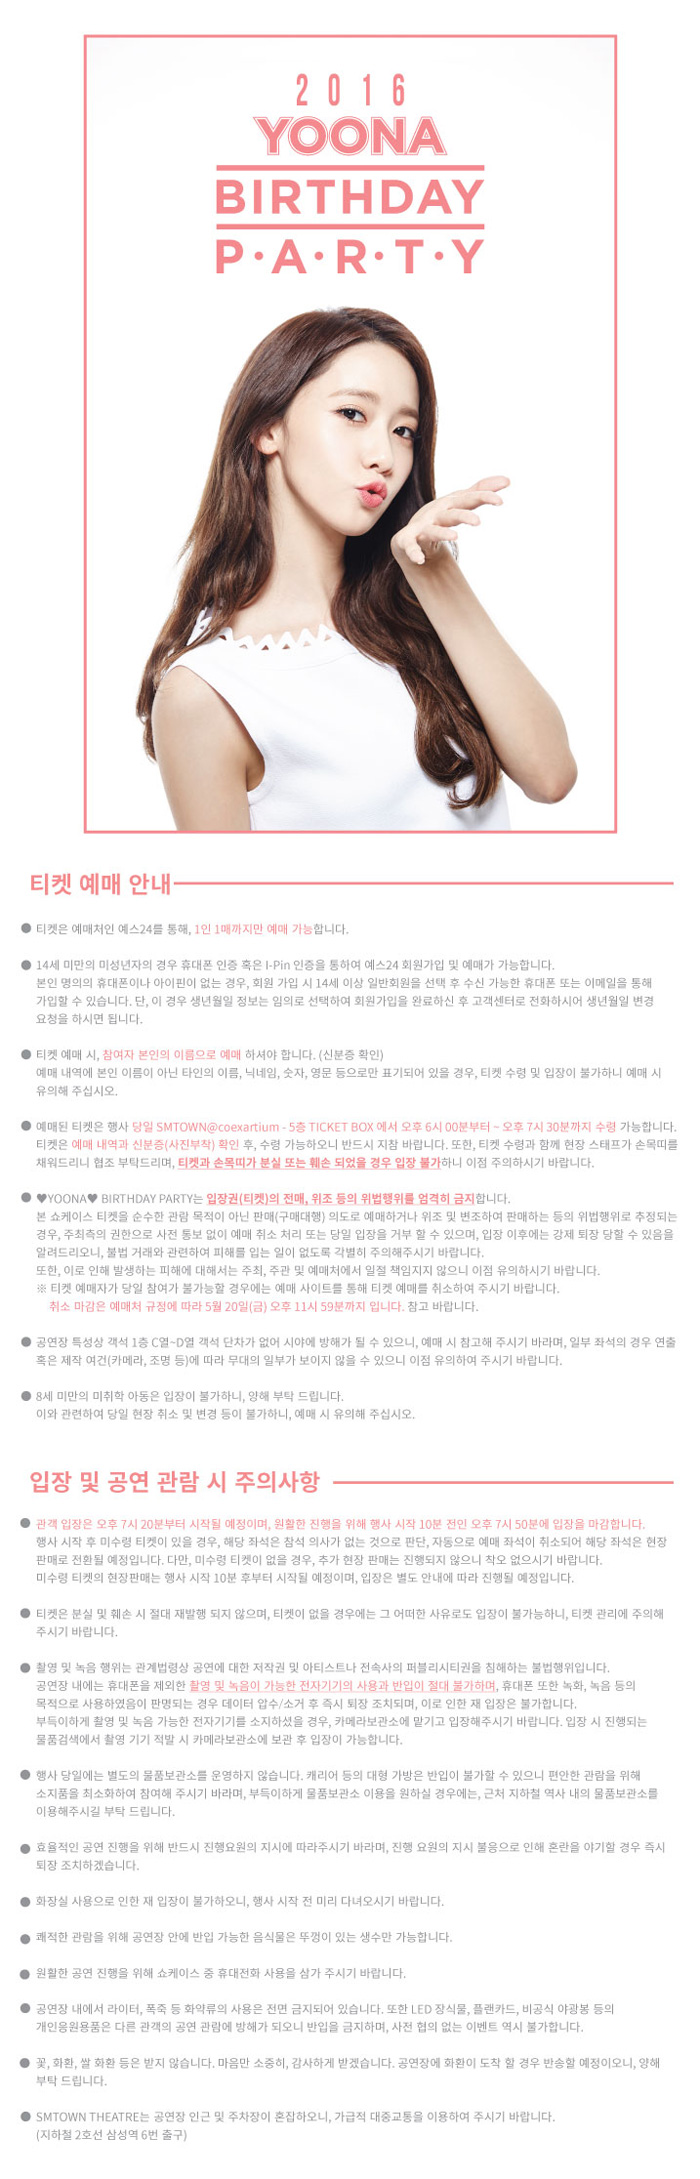 2016
YOONA
BIRTHDAY
P·A·R·T·Y
티켓 예매 안내
● 티켓은 예매처인 예스24를 통해, 1인 1매까지만 예매 가능합니다.
● 14세 미만의 미성년자의 경우 휴대폰 인증 혹은 I-Pin 인증을 통하여 예스24 회원가입 및 예매가 가능합니다.
본인 명의의 휴대폰이나 아이핀이 없는 경우, 회원 가입 시 14세 이상 일반회원을 선택 후 수신 가능한 휴대폰 또는 이메일을 통해
가입할 수 있습니다. 단, 이 경우 생년월일 정보는 임의로 선택하여 회원가입을 완료하신 후 고객센터로 전화하시어 생년월일 변경
요청을 하시면 됩니다.
● 티켓 예매 시, 참여자 본인의 이름으로 예매 하셔야 합니다. (신분증 확인)
예매 내역에 본인 이름이 아닌 타인의 이름, 닉네임, 숫자, 영문 등으로만 표기되어 있을 경우, 티켓 수령 및 입장이 불가하니 예매 시
유의해 주십시오.
● 예매된 티켓은 행사 당일 SMTOWN@coexartium - 5층 TICKET BOX 에서 오후 6시 00분부터 ~ 오후 7시 30분까지 수령 가능합니다.
티켓은 예매 내역과 신분증(사진부착) 확인 후, 수령 가능하오니 반드시 지참 바랍니다. 또한, 티켓 수령과 함께 현장 스태프가 손목띠를
채워드리니 협조 부탁드리며, 티켓과 손목띠가 분실 또는 훼손 되었을 경우 입장 불가하니 이점 주의하시기 바랍니다.
● ♥YOONA♥ BIRTHDAY PARTY는 입장권(티켓)의 전매, 위조 등의 위법행위를 엄격히 금지합니다.
본 쇼케이스 티켓을 순수한 관람 목적이 아닌 판매(구매대행) 의도로 예매하거나 위조 및 변조하여 판매하는 등의 위법행위로 추정되는
경우, 주최측의 권한으로 사전 통보 없이 예매 취소 처리 또는 당일 입장을 거부 할 수 있으며, 입장 이후에는 강제 퇴장 당할 수 있음을
알려드리오니, 불법 거래와 관련하여 피해를 입는 일이 없도록 각별히 주의해주시기 바랍니다.
또한, 이로 인해 발생하는 피해에 대해서는 주최, 주관 및 예매처에서 일절 책임지지 않으니 이점 유의하시기 바랍니다.
※ 티켓 예매자가 당일 참여가 불가능할 경우에는 예매 사이트를 통해 티켓 예매를 취소하여 주시기 바랍니다.
취소 마감은 예매처 규정에 따라 5월 20일(금) 오후 11시 59분까지 입니다. 참고 바랍니다.
● 공연장 특성상 객석 1층 C열~D열 객석 단차가 없어 시야에 방해가 될 수 있으니, 예매 시 참고해 주시기 바라며, 일부 좌석의 경우 연출
혹은 제작 여건(카메라, 조명 등)에 따라 무대의 일부가 보이지 않을 수 있으니 이점 유의하여 주시기 바랍니다.
● 8세 미만의 미취학 아동은 입장이 불가하니, 양해 부탁 드립니다.
이와 관련하여 당일 현장 취소 및 변경 등이 불가하니, 예매 시 유의해 주십시오.
입장 및 공연 관람 시 주의사항
● 관객 입장은 오후 7시 20분부터 시작될 예정이며, 원활한 진행을 위해 행사 시작 10분 전인 오후 7시 50분에 입장을 마감합니다.
행사 시작 후 미수령 티켓이 있을 경우, 해당 좌석은 참석 의사가 없는 것으로 판단, 자동으로 예매 좌석이 취소되어 해당 좌석은 현장
판매로 전환될 예정입니다. 다만, 미수령 티켓이 없을 경우, 추가 현장 판매는 진행되지 않으니 착오 없으시기 바랍니다.
미수령 티켓의 현장판매는 행사 시작 10분 후부터 시작될 예정이며, 입장은 별도 안내에 따라 진행될 예정입니다.
● 티켓은 분실 및 훼손 시 절대 재발행 되지 않으며, 티켓이 없을 경우에는 그 어떠한 사유로도 입장이 불가능하니, 티켓 관리에 주의해
주시기 바랍니다.
● 촬영 및 녹음 행위는 관계법령상 공연에 대한 저작권 및 아티스트나 전속사의 퍼블리시티권을 침해하는 불법행위입니다.
공연장 내에는 휴대폰을 제외한 촬영 및 녹음이 가능한 전자기기의 사용과 반입이 절대 불가하며, 휴대폰 또한 녹화, 녹음 등의
목적으로 사용하였음이 판명되는 경우 데이터 압수/소거 후 즉시 퇴장 조치되며, 이로 인한 재 입장은 불가합니다.
부득이하게 촬영 및 녹음 가능한 전자기기를 소지하셨을 경우, 카메라보관소에 맡기고 입장해주시기 바랍니다. 입장 시 진행되는
물품검색에서 촬영 기기 적발 시 카메라보관소에 보관 후 입장이 가능합니다.
● 행사 당일에는 별도의 물품보관소를 운영하지 않습니다. 캐리어 등의 대형 가방은 반입이 불가할 수 있으니 편안한 관람을 위해
소지품을 최소화하여 참여해 주시기 바라며, 부득이하게 물품보관소 이용을 원하실 경우에는, 근처 지하철 역사 내의 물품보관소를
이용해주시길 부탁 드립니다.
● 효율적인 공연 진행을 위해 반드시 진행요원의 지시에 따라주시기 바라며, 진행 요원의 지시 불응으로 인해 혼란을 야기할 경우 즉시
퇴장 조치하겠습니다.
● 화장실 사용으로 인한 재 입장이 불가하오니, 행사 시작 전 미리 다녀오시기 바랍니다.
● 쾌적한 관람을 위해 공연장 안에 반입 가능한 음식물은 뚜껑이 있는 생수만 가능합니다.
● 원활한 공연 진행을 위해 쇼케이스 중 휴대전화 사용을 삼가 주시기 바랍니다.
● 공연장 내에서 라이터, 폭죽 등 화약류의 사용은 전면 금지되어 있습니다. 또한 LED 장식물, 플랜카드, 비공식 야광봉 등의
개인응원용품은 다른 관객의 공연 관람에 방해가 되오니 반입을 금지하며, 사전 협의 없는 이벤트 역시 불가합니다.
● 꽃, 화환, 쌀 화환 등은 받지 않습니다. 마음만 소중히, 감사하게 받겠습니다. 공연장에 화환이 도착 할 경우 반송할 예정이오니, 양해
부탁 드립니다.
● SMTOWN THEATRE는 공연장 인근 및 주차장이 혼잡하오니, 가급적 대중교통을 이용하여 주시기 바랍니다.
(지하철 2호선 삼성역 6번 출구)